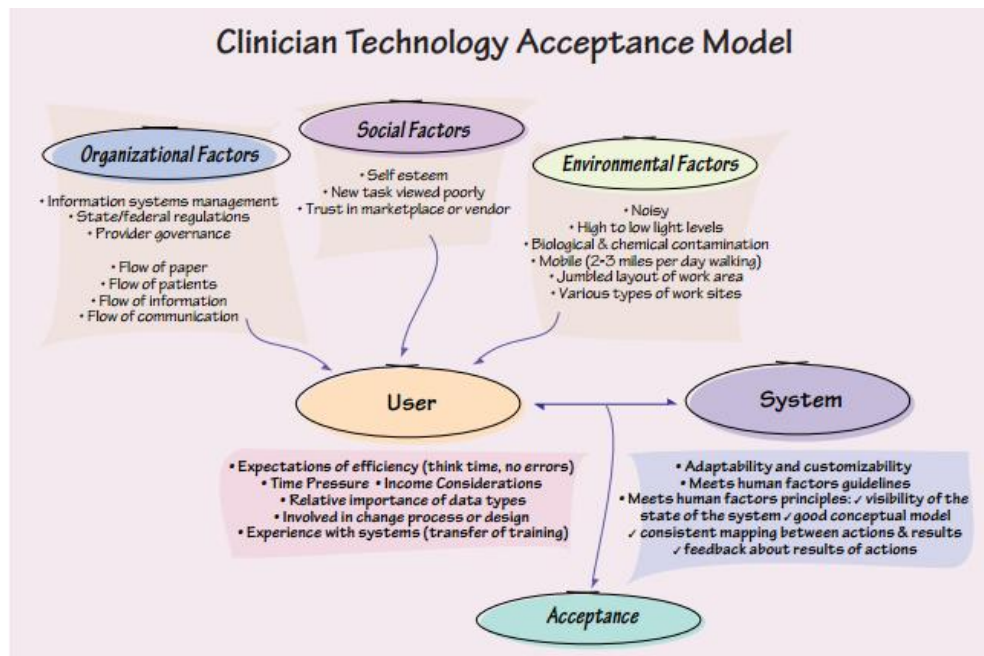 Clinician Technology Acceptance Model
Organizational Factors
• Information systems management
• State/federal regulations
• Provider governance
• Flow of paper
• Flow of patients
• Flow of information
• Flow of communication
Social Factors
• Self esteem
• New task viewed poorly
• Trust in marketplace or vendor
Environmental Factors
• Noisy
• High to low light levels
• Biological & chemical contamination
• Mobile (2-3 miles per day walking)
• Jumbled layout of work area
• Various types of work sites
User
• Expectations of efficiency (think time, no errors)
• Time Pressure • Income Considerations
• Relative importance of data types
• Involved in change process or design
• Experience with systems (transfer of training)
System
• Adaptability and customizability
• Meets human factors guidelines
• Meets human factors principles: ✓ visibility of the
state of the system ✓ good conceptual model
✓ consistent mapping between actions & results
✓ feedback about results of actions
Acceptance